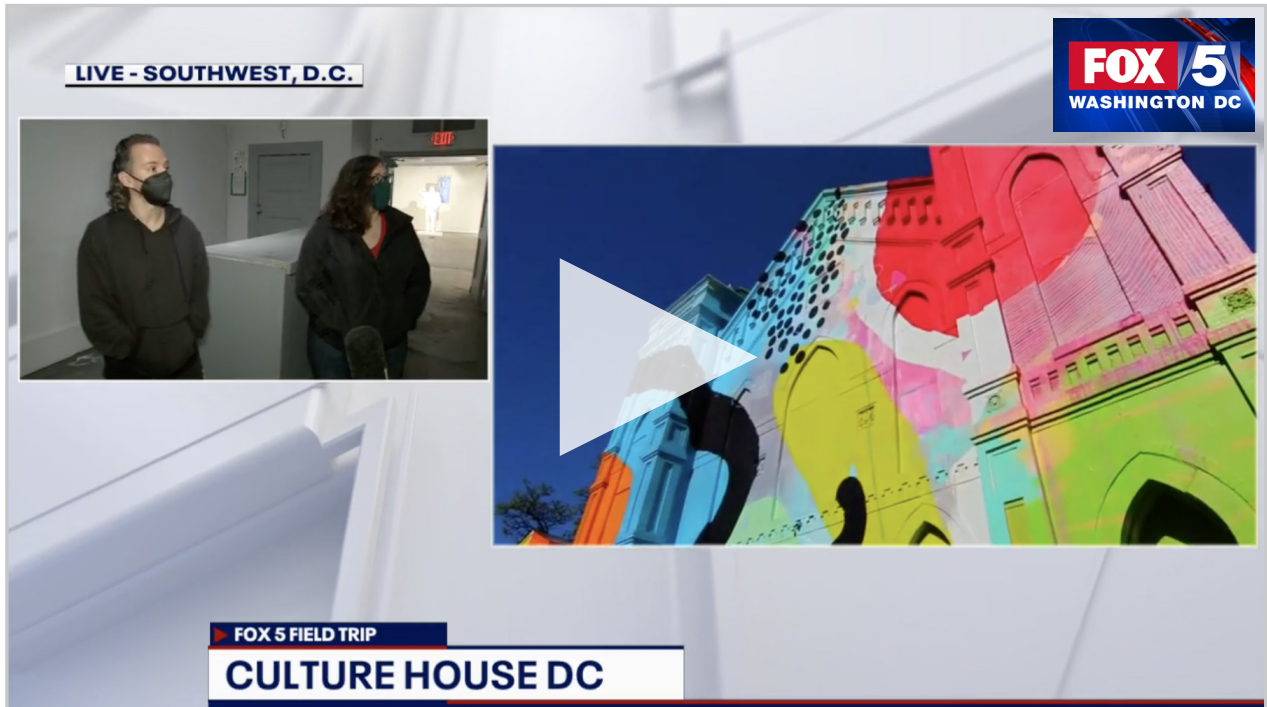 LIVE - SOUTHWEST, D.C.
FOX 5
WASHINGTON DC
EXIT
FOX 5 FIELD TRIP
CULTURE HOUSE DC